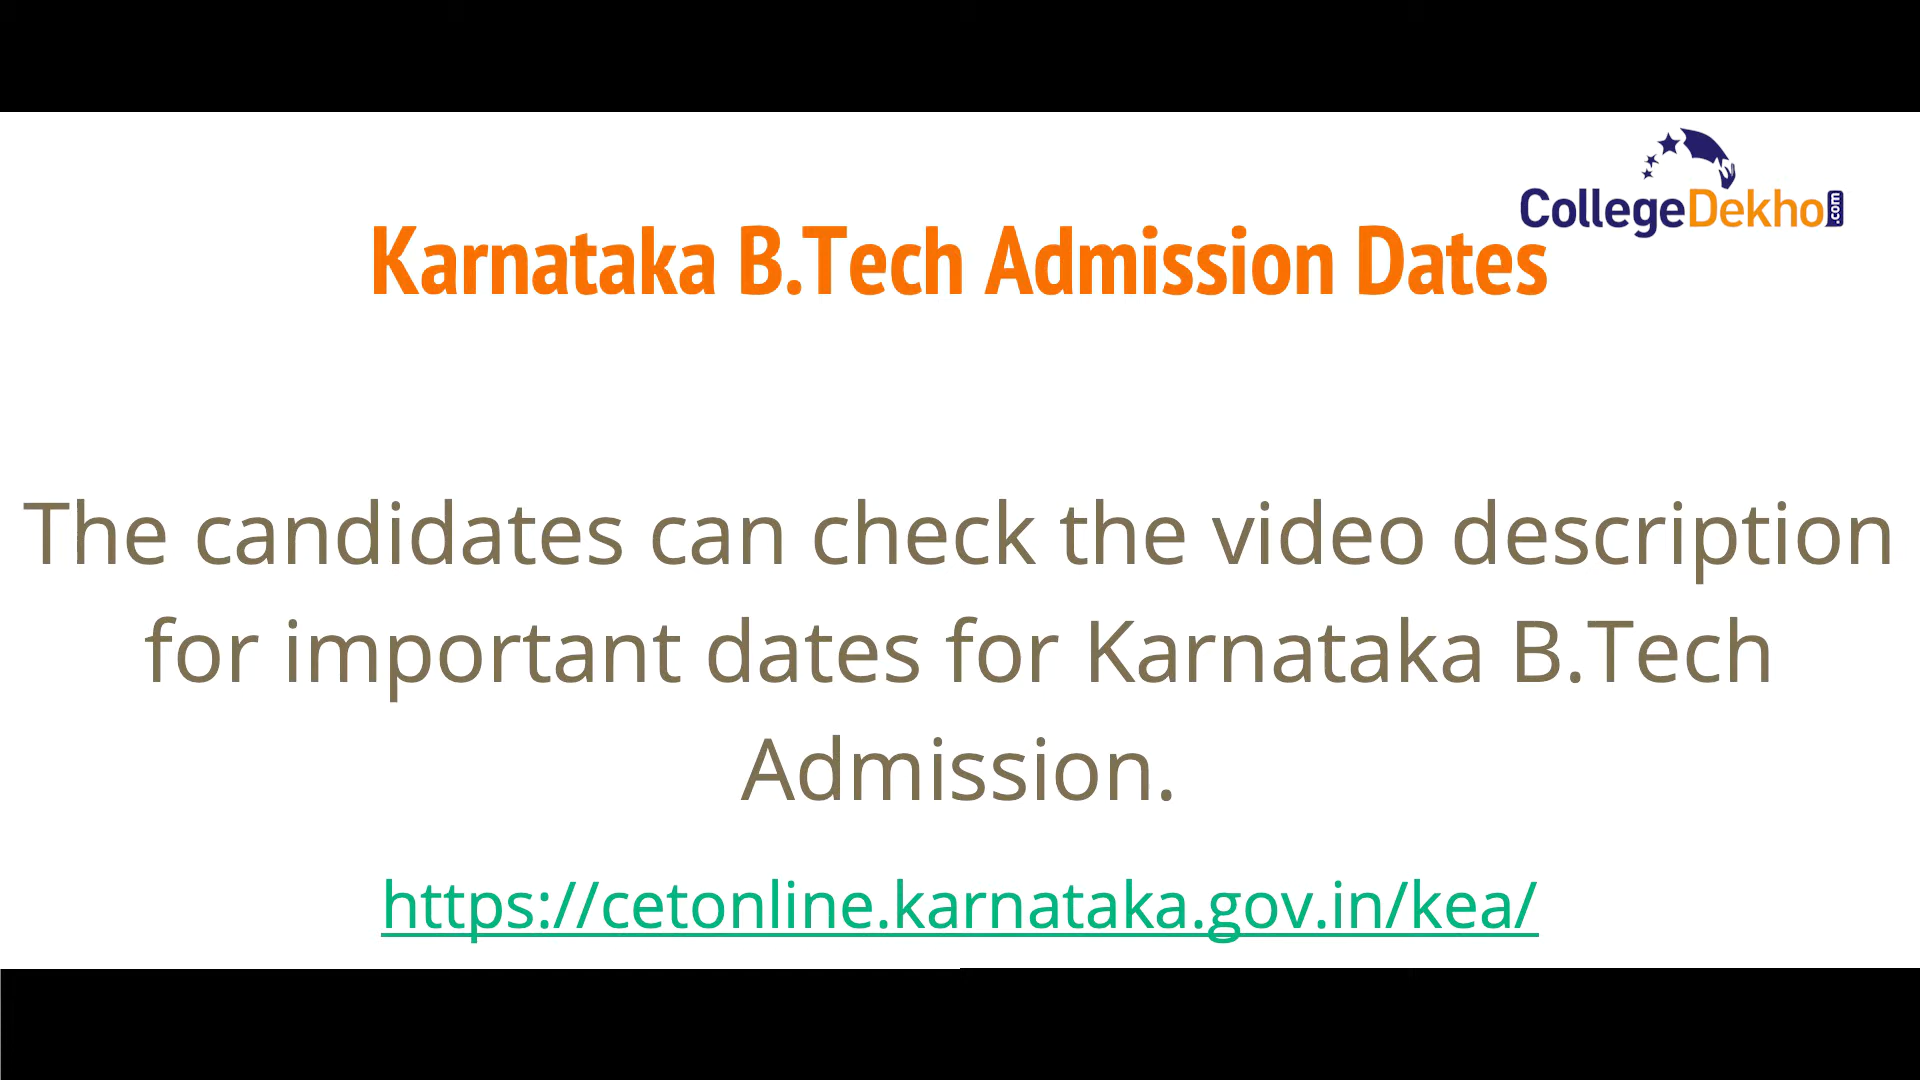 CollegeDekho.com
Karnataka B.Tech Admission Dates
The candidates can check the video description
for important dates for Karnataka B.Tech
Admission.
https://cetonline.karnataka.gov.in/kea/